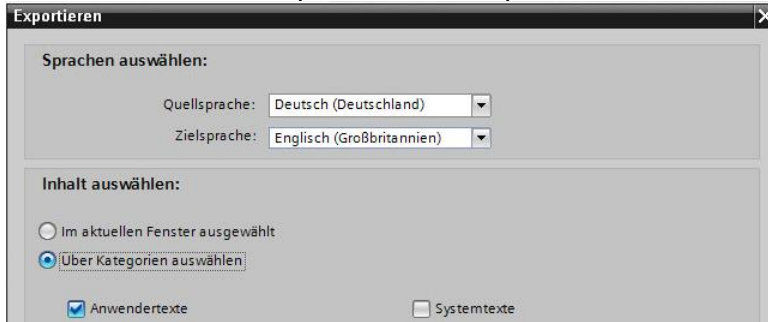 Exportieren
Sprachen auswählen:
Quellsprache: Deutsch (Deutschland)
Zielsprache: Englisch (Großbritannien)
Inhalt auswählen:
Im aktuellen Fenster ausgewählt
Über Kategorien auswählen
Anwendertexte Systemtexte